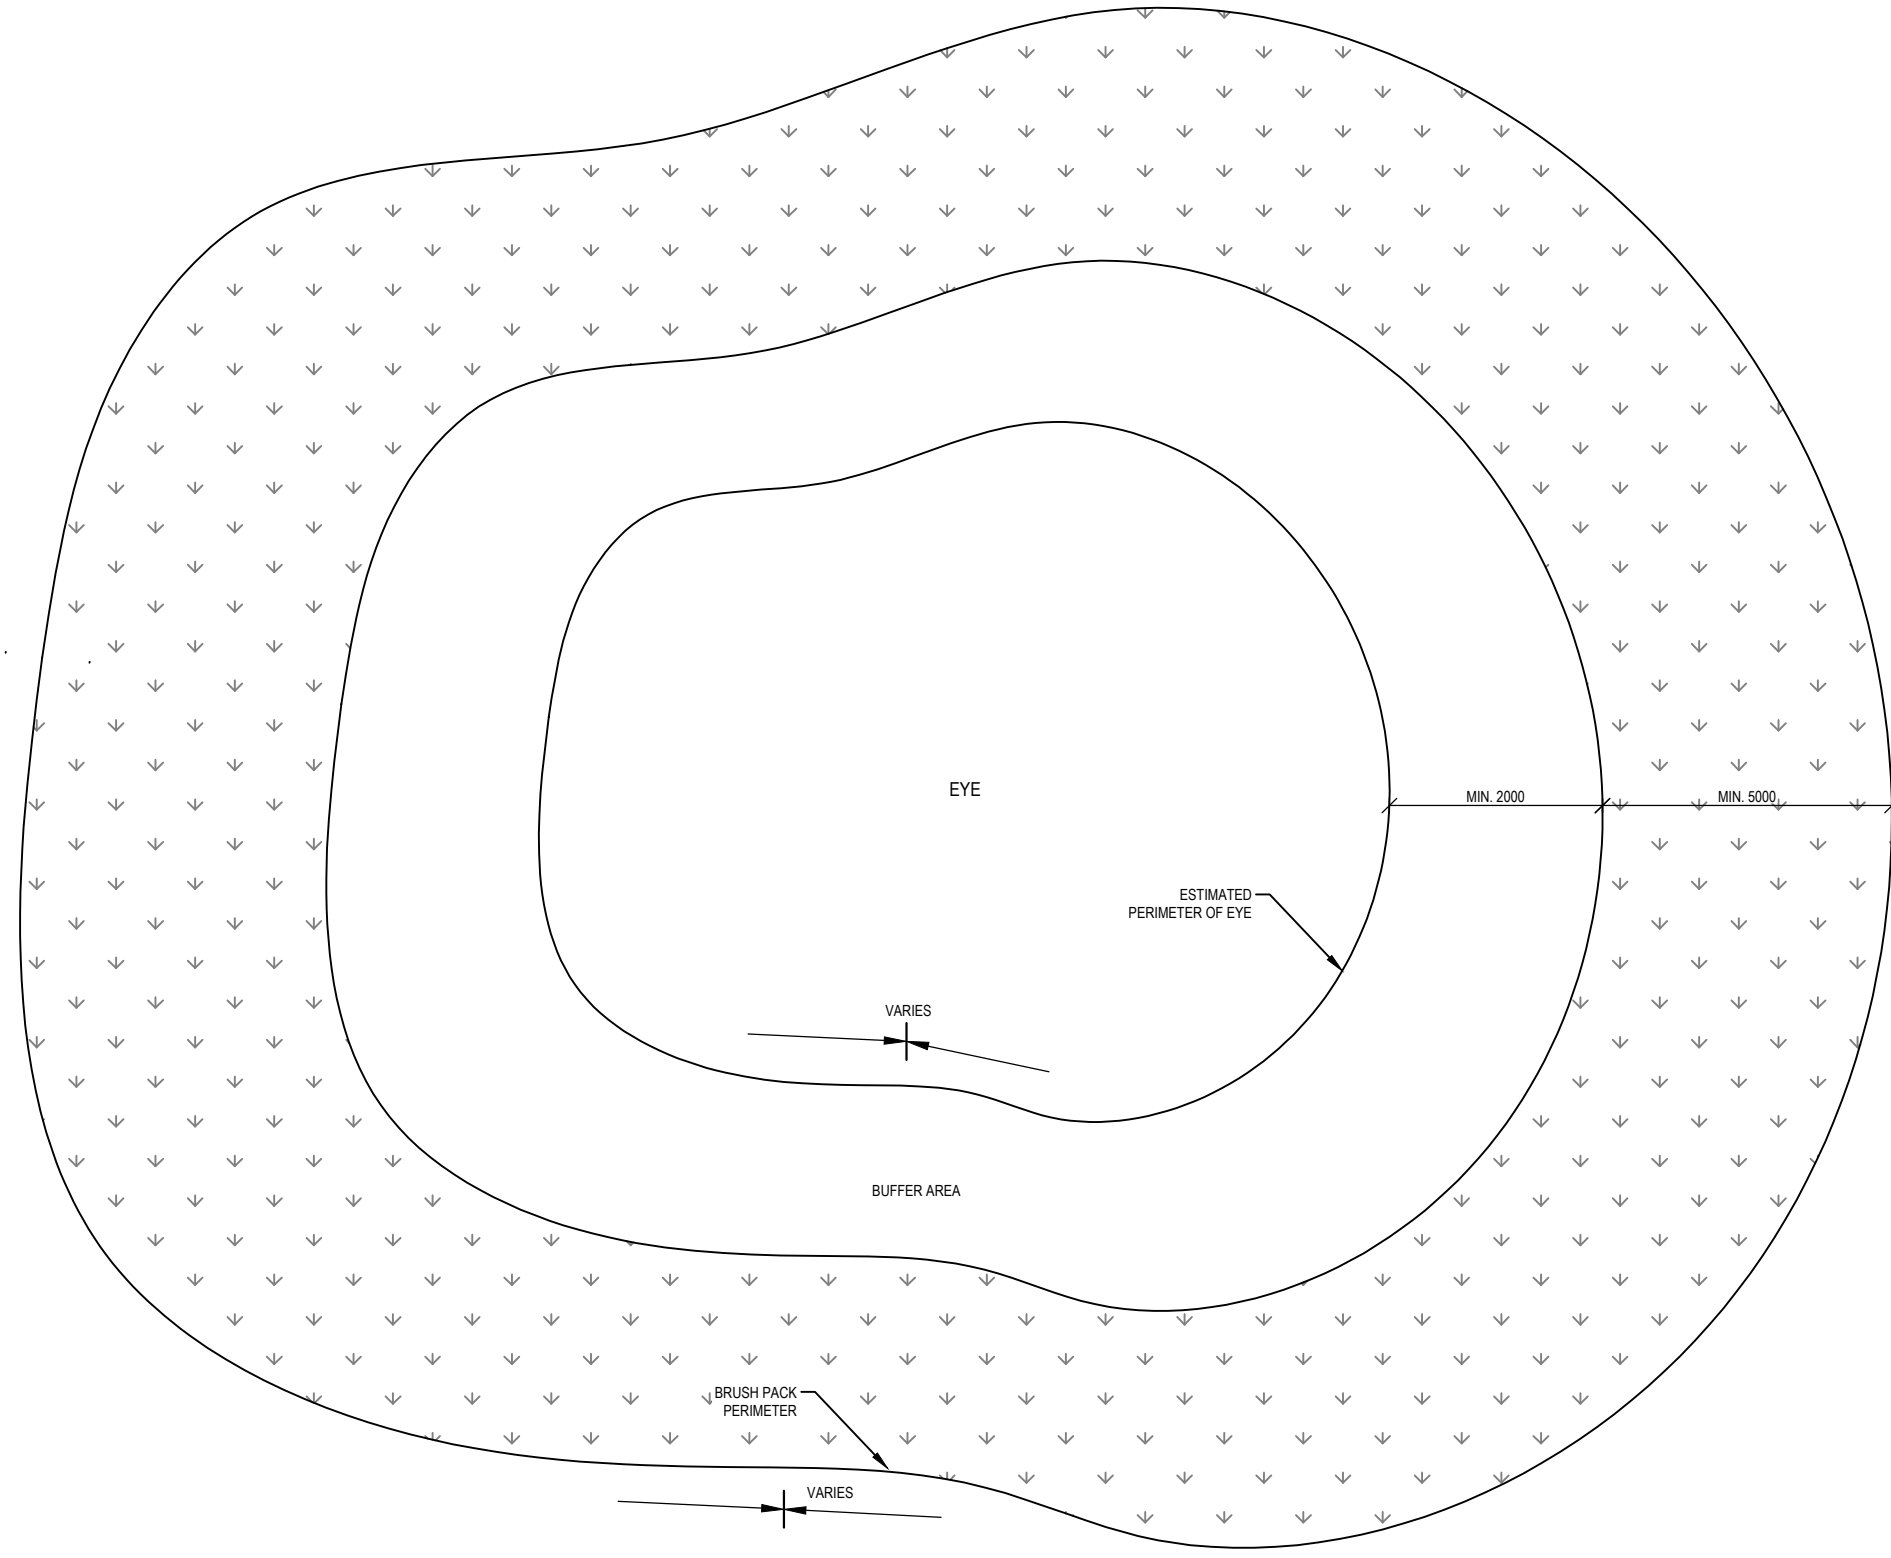 EYE
MIN. 2000
MIN. 5000
ESTIMATED
PERIMETER OF EYE
VARIES
BUFFER AREA
BRUSH PACK
PERIMETER
VARIES